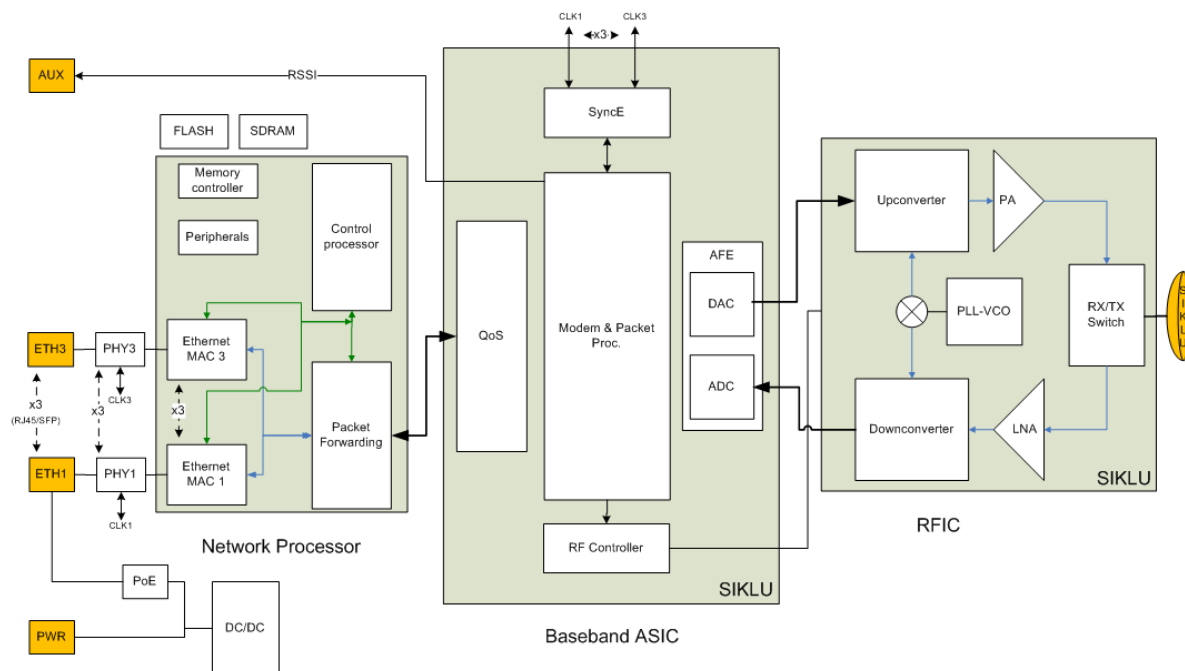 CLK1
CLK3
x3
AUX
RSSI
SyncE
FLASH
SDRAM
Memory
controller
Peripherals
Control
processor
Upconverter
PA
AFE
DAC
ADC
PLL-VCO
RX/TX
Switch
SIKLU
QoS
Modem & Packet
Proc.
ETH3
PHY3
Ethernet
MAC 3
CLK3
x3
(RJ45/SFP)
x3
x3
Packet
Forwarding
Downconverter
LNA
ETH1
PHY1
Ethernet
MAC 1
CLK1
SIKLU
RFIC
Network Processor
RF Controller
SIKLU
PoE
DC/DC
PWR
Baseband ASIC